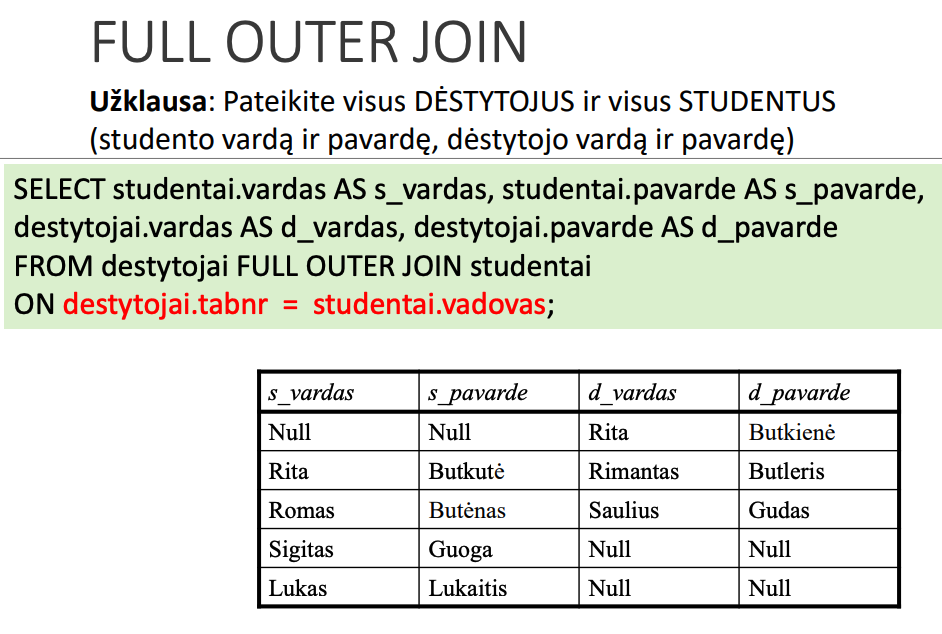 FULL OUTER JOIN
Užklausa: Pateikite visus DĖSTYTOJUS ir visus STUDENTUS
(studento vardą ir pavardę, dėstytojo vardą ir pavardę)
SELECT studentai.vardas AS s_vardas, studentai.pavarde AS s_pavarde,
destytojai.vardas AS d_vardas, destytojai.pavarde AS d_pavarde
FROM destytojai FULL OUTER JOIN studentai
ON destytojai.tabnr = studentai.vadovas;
s_vardas s_pavarde d_vardas d_pavarde
Null Null Rita Butkienė
Rita Butkutė Rimantas Butleris
Romas Butėnas Saulius Gudas
Sigitas Guoga Null Null
Lukas Lukaitis Null Null